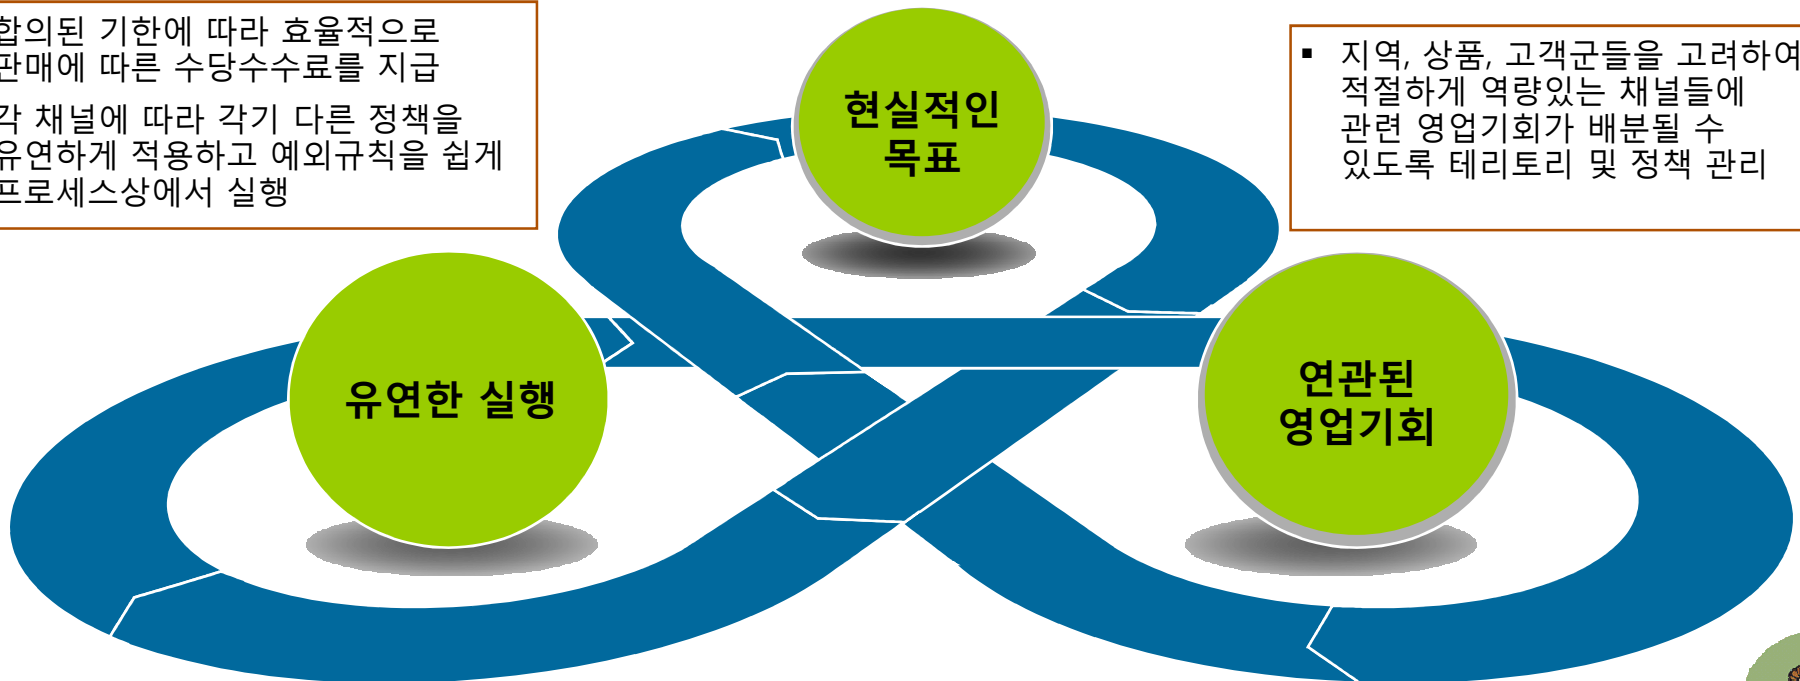 합의된 기한에 따라 효율적으로
판매에 따른 수당수수료를 지급
각 채널에 따라 각기 다른 정책을
유연하게 적용하고 예외규칙을 쉽게
프로세스상에서 실행
현실적인
목표
▪ 지역, 상품, 고객군들을 고려하여
적절하게 역량있는 채널들에
관련 영업기회가 배분될 수
있도록 테리토리 및 정책 관리
유연한 실행
연관된
영업기회